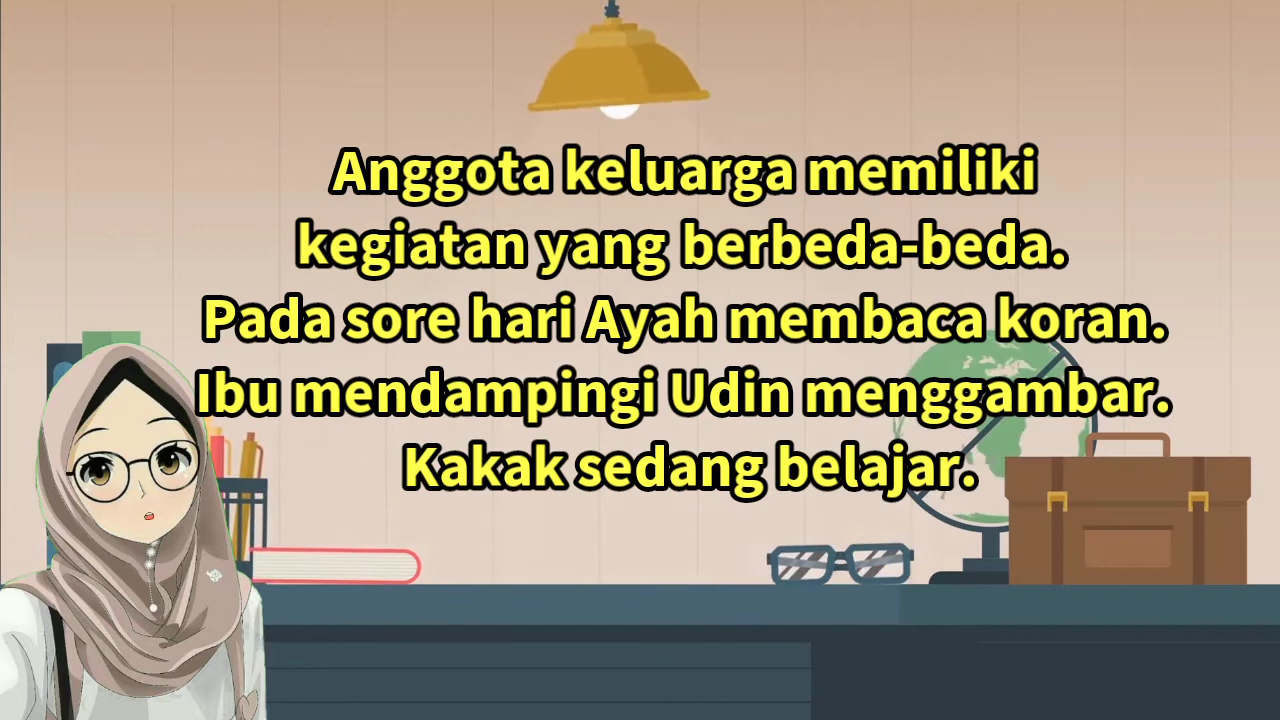 Anggota keluarga memiliki
kegiatan yang berbeda-beda.
Pada sore hari Ayah membaca koran.
Ibu mendampingi Udin menggambar.
Kakak sedang belajar.